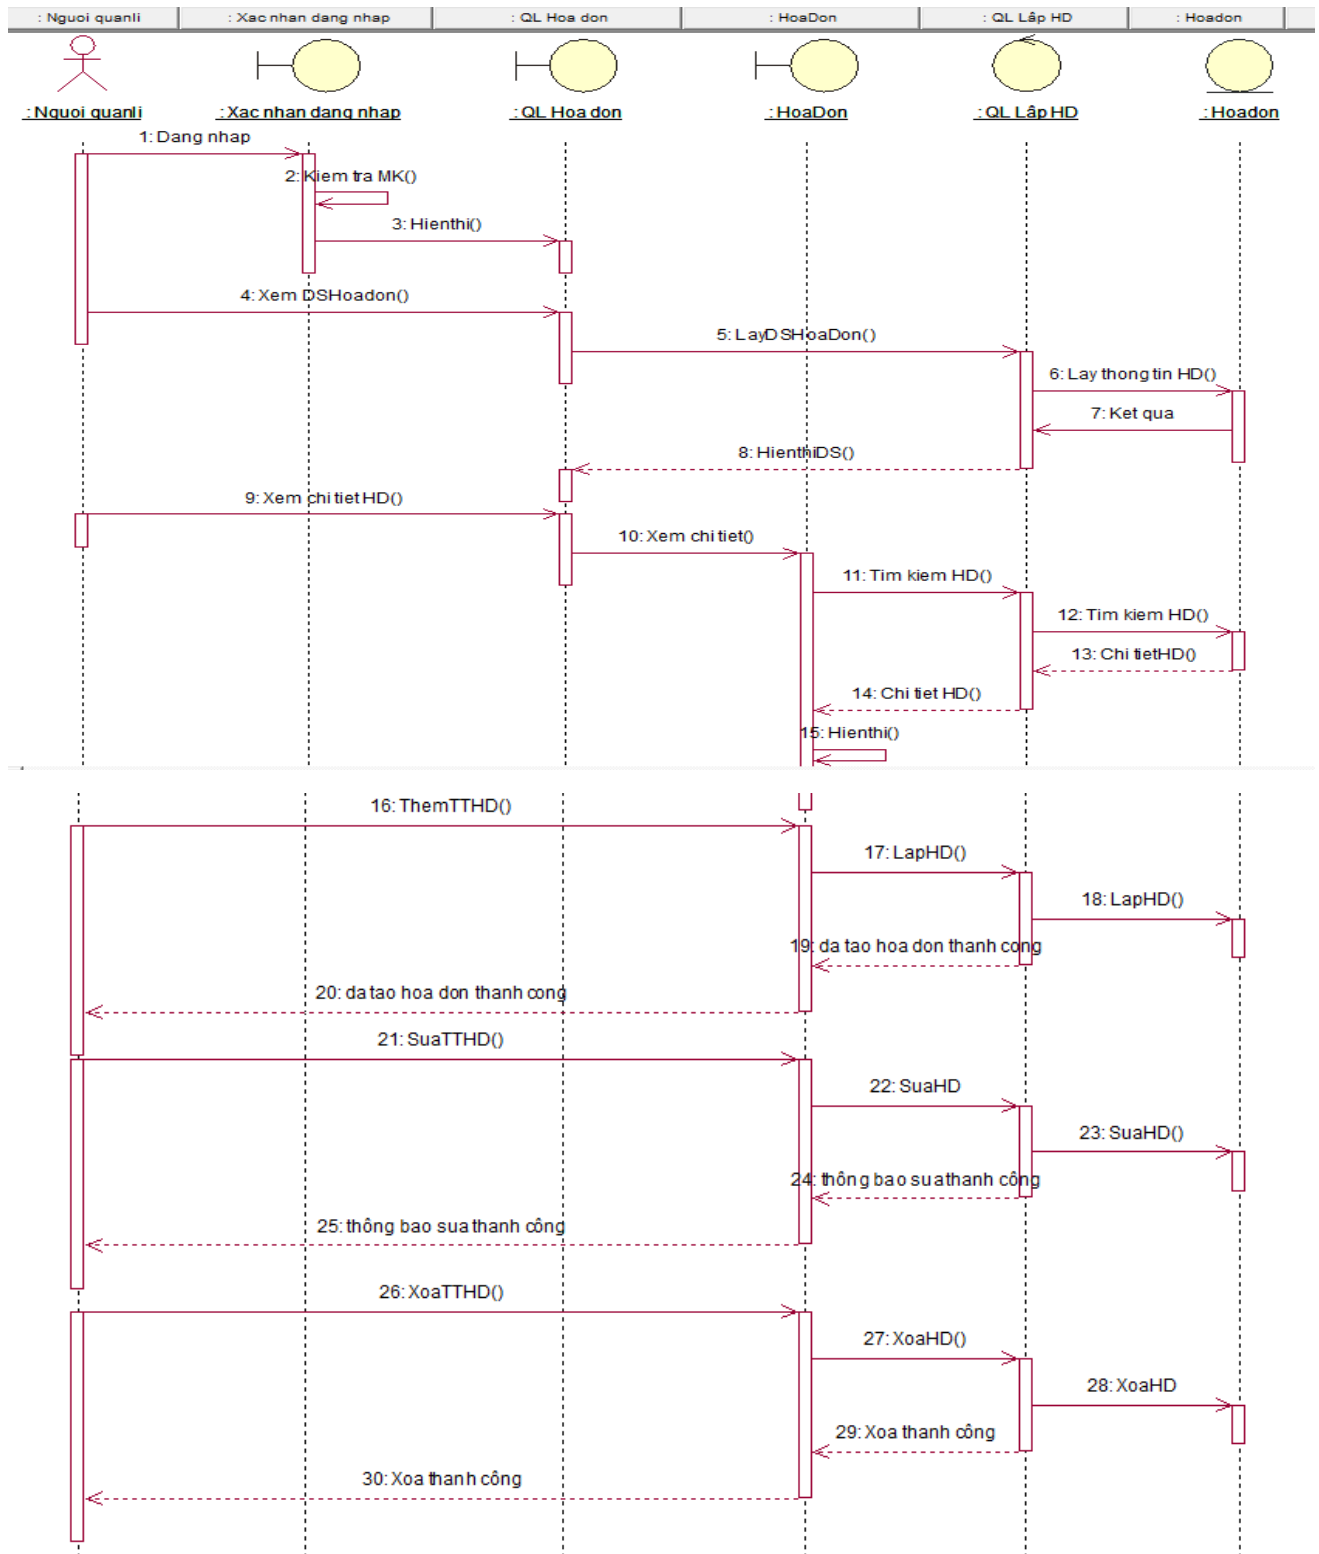 : Nguoi quanli
: Xac nhan dang nhap
: QL Hoa don
: HoaDon
: QL Lâp HD
: Hoadon
: Nguoi quanli
: Xac nhan dang nhap
: QL Hoa don
: HoaDon
: QL Lâp HD
: Hoadon
1: Dang nhap
2: Kiem tra MK()
3: Hienthi()
4: Xem DSHoadon()
5: LayDSHoaDon()
6: Lay thong tin HD()
7: Ket qua
8: HienthiDS()
9: Xem chi tiet HD()
10: Xem chi tiet()
11: Tim kiem HD()
12: Tim kiem HD()
13: Chi tietHD()
14: Chi tiet HD()
15: Hienthi()
16: ThemTTHD()
17: LapHD()
18: LapHD()
19: da tao hoa don thanh cong
20: da tao hoa don thanh cong
21: SuaTTHD()
22: SuaHD
23: SuaHD()
24: thông bao sua thanh công
25: thông bao sua thanh công
26: XoaTTHD()
27: XoaHD()
28: XoaHD
29: Xoa thanh công
30: Xoa thanh công